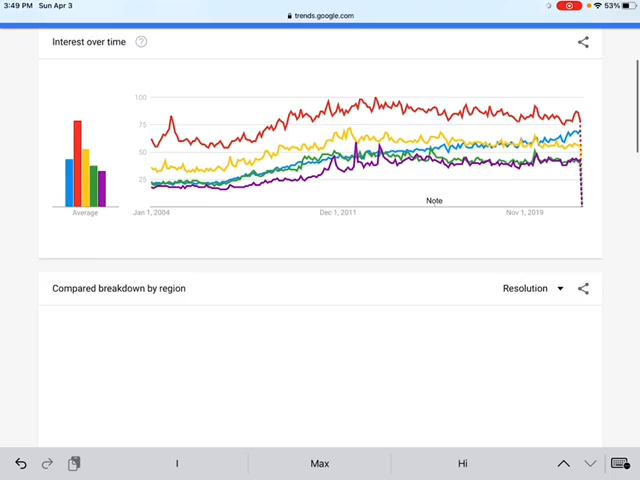 3:49 PM Sun Apr 3
53%
trends.google.com
Interest over time
100
75
50
25
Note
Average
Jan 1, 2004
Dec 1, 2011
Nov 1, 2019
Compared breakdown by region
Resolution
I
Max
Hi